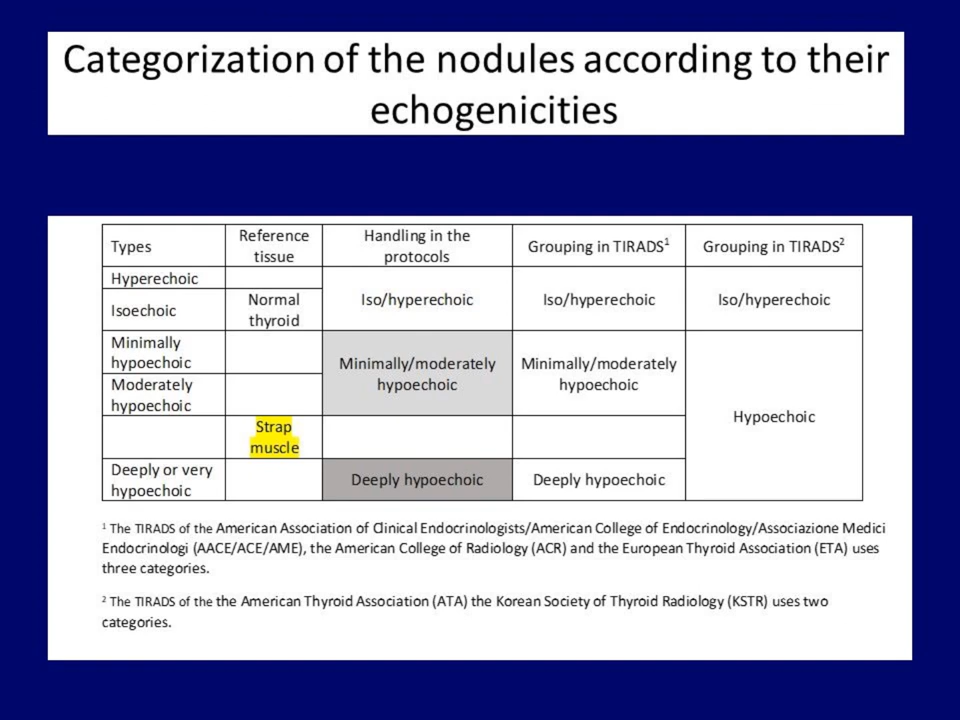 Categorization of the nodules according to their
echogenicities
Types
Reference
tissue
Handling in the
protocols
Grouping in TIRADS¹
Grouping in TIRADS²
Hyperechoic
Iso/hyperechoic
Iso/hyperechoic
Iso/hyperechoic
Isoechoic
Normal
thyroid
Minimally
hypoechoic
Minimally/moderately
hypoechoic
Minimally/moderately
hypoechoic
Hypoechoic
Moderately
hypoechoic
Strap
muscle
Deeply or very
hypoechoic
Deeply hypoechoic
Deeply hypoechoic
¹ The TIRADS of the American Association of Clinical Endocrinologists/American College of Endocrinology/Associazione Medici
Endocrinologi (AACE/ACE/AME), the American College of Radiology (ACR) and the European Thyroid Association (ETA) uses
three categories.
² The TIRADS of the the American Thyroid Association (ATA) the Korean Society of Thyroid Radiology (KSTR) uses two
categories.